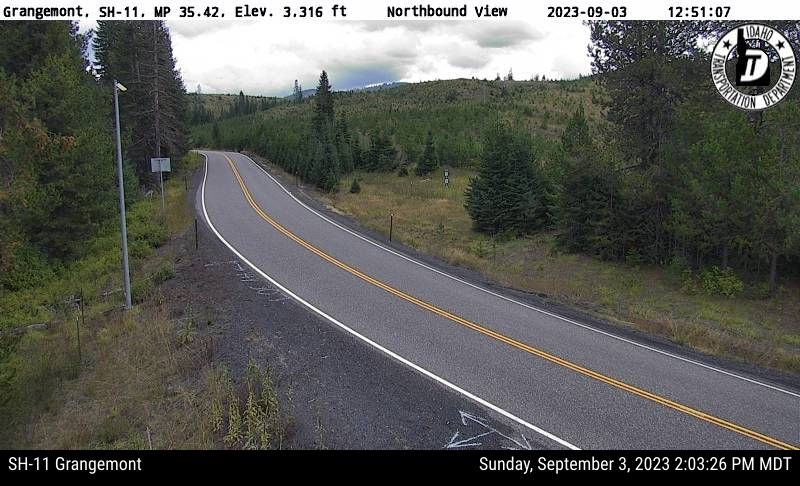 Grangemont, SH-11, MP 35.42, Elev. 3,316 ft Northbound View 2023-09-03 12:51:07
IDAHO
TRANSPORTATION DEPARTMENT
SH-11 Grangemont Sunday, September 3, 2023 2:03:26 PM MDT